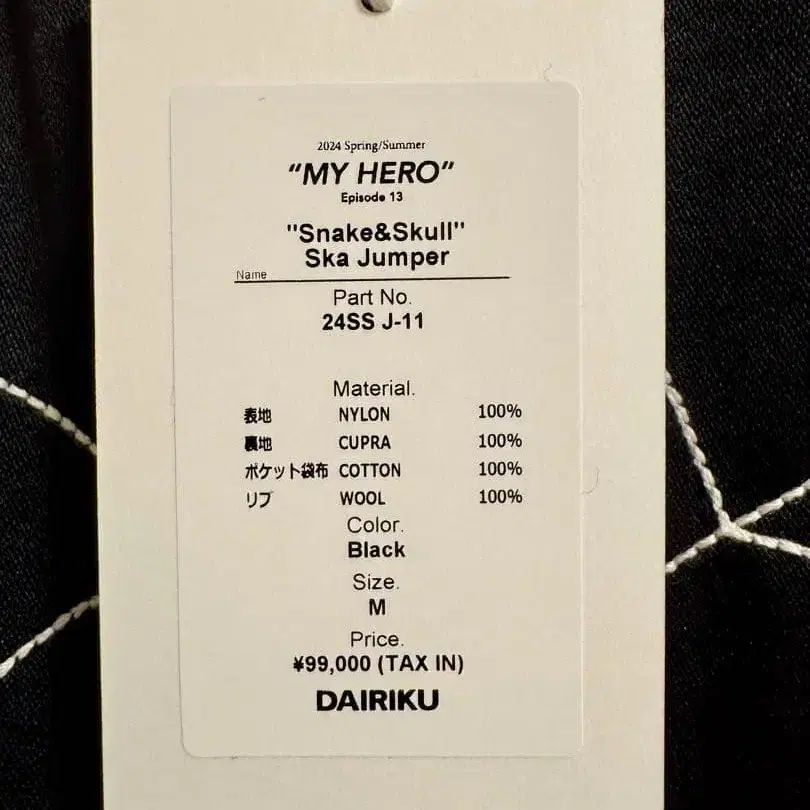 2024 Spring/Summer
“MY HERO”
Episode 13
"Snake&Skull"
Ska Jumper
Name
Part No.
24SS J-11
Material.
表地 NYLON 100%
裏地 CUPRA 100%
ポケット袋布 COTTON 100%
リブ WOOL 100%
Color.
Black
Size.
M
Price.
¥99,000 (TAX IN)
DAIRIKU